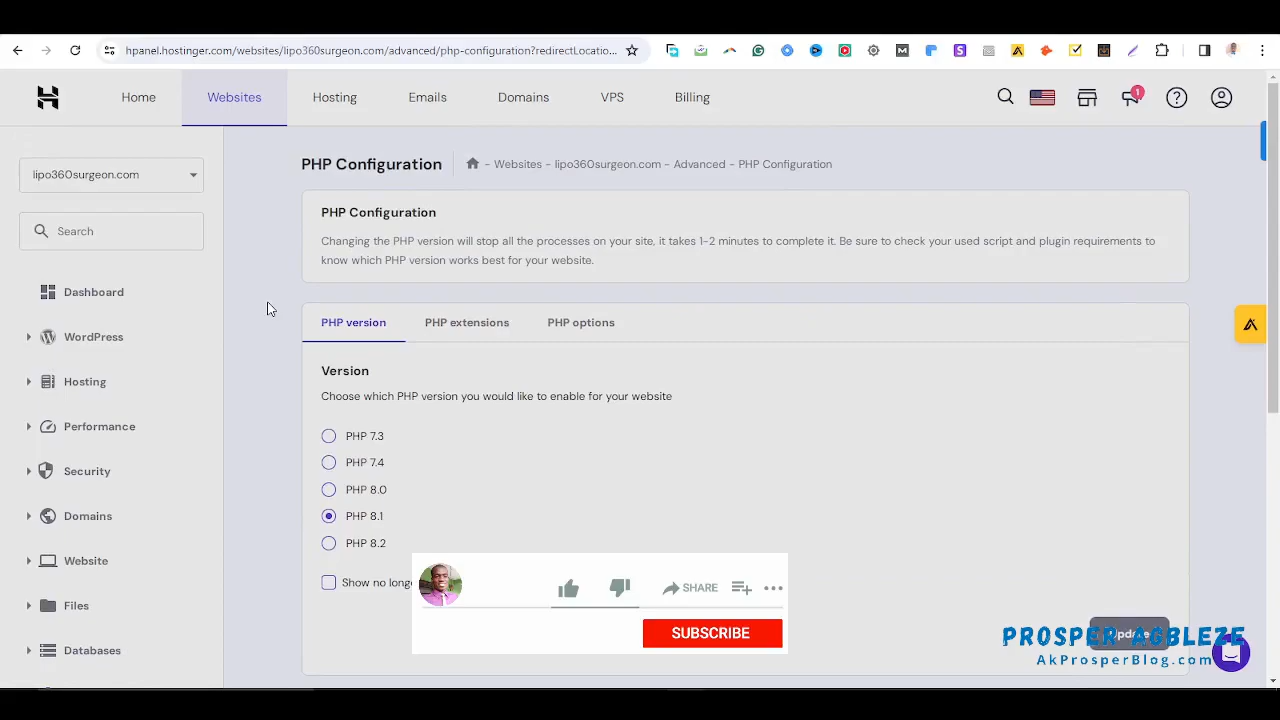 hpanel.hostinger.com/websites/lipo360surgeon.com/advanced/php-configuration?redirectLocatio...
Home
Websites
Hosting
Emails
Domains
VPS
Billing
1
lipo360surgeon.com
Search
Dashboard
WordPress
Hosting
Performance
Security
Domains
Website
Files
Databases
PHP Configuration
- Websites - lipo360surgeon.com - Advanced - PHP Configuration
PHP Configuration
Changing the PHP version will stop all the processes on your site, it takes 1-2 minutes to complete it. Be sure to check your used script and plugin requirements to
know which PHP version works best for your website.
PHP version
PHP extensions
PHP options
Version
Choose which PHP version you would like to enable for your website
PHP 7.3
PHP 7.4
PHP 8.0
PHP 8.1
PHP 8.2
Show no
SHARE
SUBSCRIBE
PROSPER AGBLEZE
AkProsperBlog.com